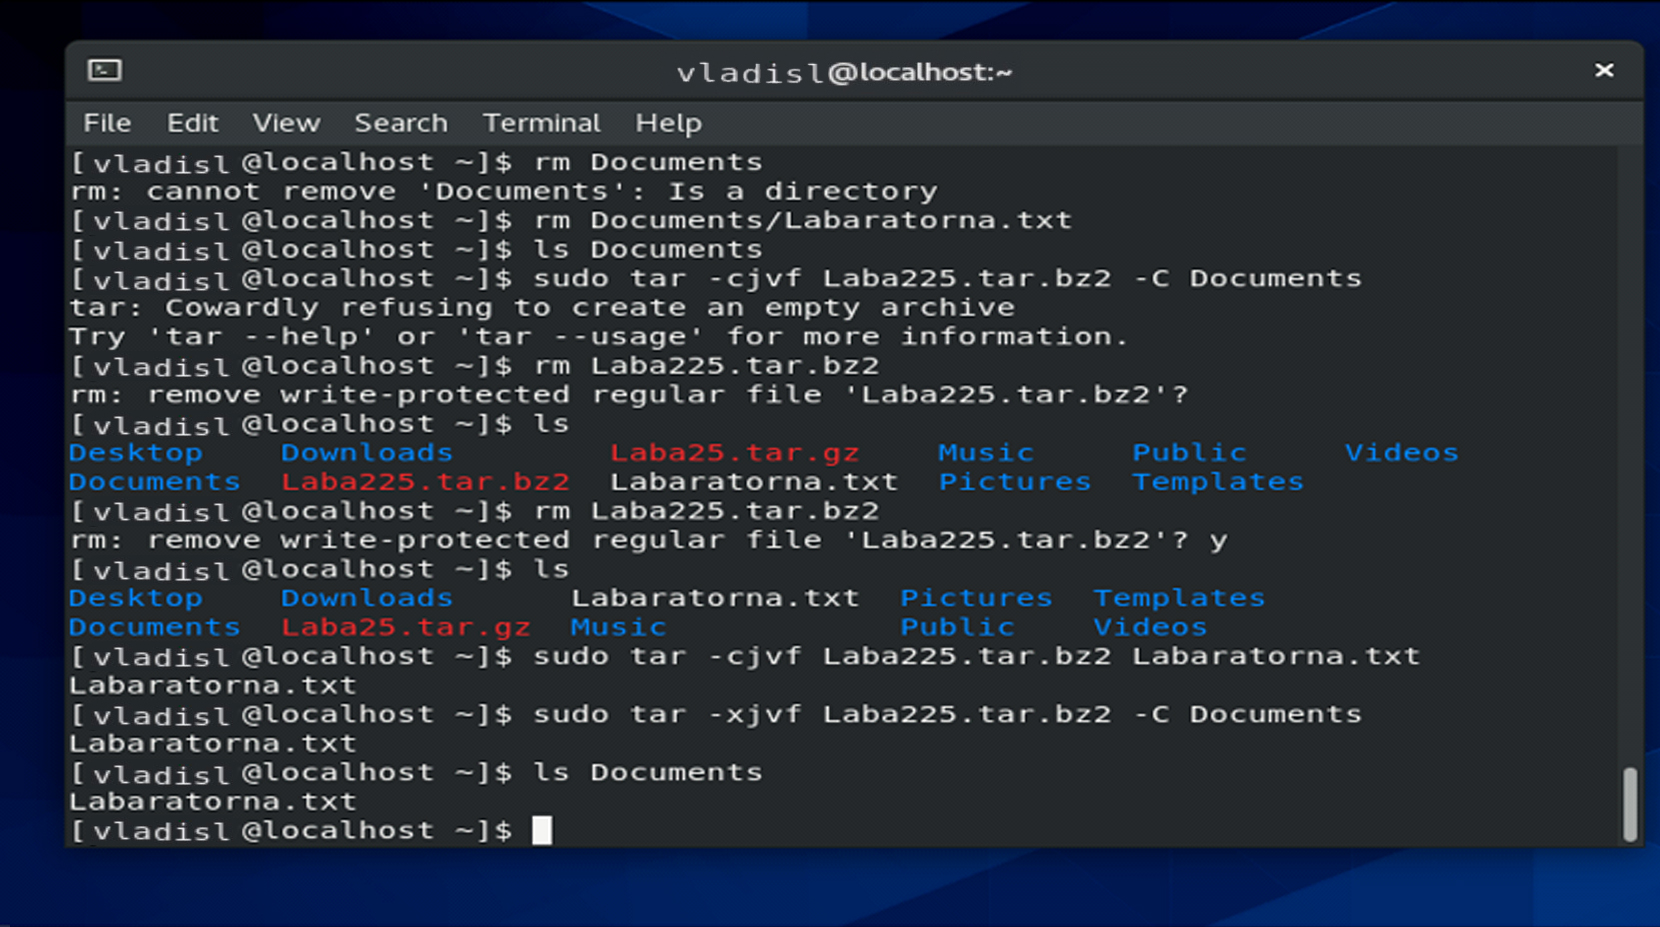 vladisl@localhost:~
File Edit View Search Terminal Help
[vladisl@localhost ~]$ rm Documents
rm: cannot remove 'Documents': Is a directory
[vladisl@localhost ~]$ rm Documents/Labaratorna.txt
[vladisl@localhost ~]$ ls Documents
[vladisl@localhost ~]$ sudo tar -cjvf Laba225.tar.bz2 -C Documents
tar: Cowardly refusing to create an empty archive
Try 'tar --help' or 'tar --usage' for more information.
[vladisl@localhost ~]$ rm Laba225.tar.bz2
rm: remove write-protected regular file 'Laba225.tar.bz2'?
[vladisl@localhost ~]$ ls
Desktop Downloads Laba25.tar.gz Music Public Videos
Documents Laba225.tar.bz2 Labaratorna.txt Pictures Templates
[vladisl@localhost ~]$ rm Laba225.tar.bz2
rm: remove write-protected regular file 'Laba225.tar.bz2'? y
[vladisl@localhost ~]$ ls
Desktop Downloads Labaratorna.txt Pictures Templates
Documents Laba25.tar.gz Music Public Videos
[vladisl@localhost ~]$ sudo tar -cjvf Laba225.tar.bz2 Labaratorna.txt
Labaratorna.txt
[vladisl@localhost ~]$ sudo tar -xjvf Laba225.tar.bz2 -C Documents
Labaratorna.txt
[vladisl@localhost ~]$ ls Documents
Labaratorna.txt
[vladisl@localhost ~]$